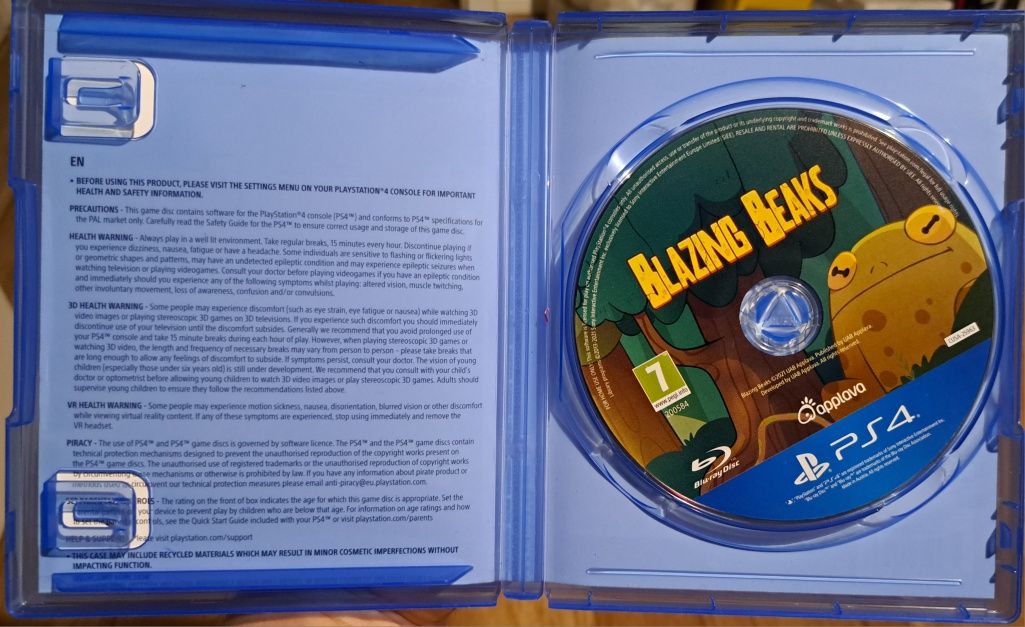 EN
• BEFORE USING THIS PRODUCT, PLEASE VISIT THE SETTINGS MENU ON YOUR PLAYSTATION®4 CONSOLE FOR IMPORTANT
HEALTH AND SAFETY INFORMATION.
PRECAUTIONS - This game disc contains software for the PlayStation®4 console (PS4™) and conforms to PS4™ specifications for
the PAL market only. Carefully read the Safety Guide for the PS4™ to ensure correct usage and storage of this game disc.
HEALTH WARNING - Always play in a well lit environment. Take regular breaks, 15 minutes every hour. Discontinue playing if
you experience dizziness, nausea, fatigue or have a headache. Some individuals are sensitive to flashing or flickering lights
or geometric shapes and patterns, may have an undetected epileptic condition and may experience epileptic seizures when
watching television or playing videogames. Consult your doctor before playing videogames if you have an epileptic condition
and immediately should you experience any of the following symptoms whilst playing: altered vision, muscle twitching,
other involuntary movement, loss of awareness, confusion and/or convulsions.
3D HEALTH WARNING - Some people may experience discomfort (such as eye strain, eye fatigue or nausea) while watching 3D
video images or playing stereoscopic 3D games on 3D televisions. If you experience such discomfort you should immediately
discontinue use of your television until the discomfort subsides. Generally we recommend that you avoid prolonged use of
your PS4™ console and take 15 minute breaks during each hour of play. However, when playing stereoscopic 3D games or
watching 3D video, the length and frequency of necessary breaks may vary from person to person - please take breaks that
are long enough to allow any feelings of discomfort to subside. If symptoms persist, consult your doctor. The vision of young
children (especially those under six years old) is still under development. We recommend that you consult with your child's
doctor or optometrist before allowing young children to watch 3D video images or play stereoscopic 3D games. Adults should
supervise young children to ensure they follow the recommendations listed above.
VR HEALTH WARNING - Some people may experience motion sickness, nausea, disorientation, blurred vision or other discomfort
while viewing virtual reality content. If any of these symptoms are experienced, stop using immediately and remove the
VR headset.
PIRACY - The use of PS4™ and PS4™ game discs is governed by software licence. The PS4™ and the PS4™ game discs contain
technical protection mechanisms designed to prevent the unauthorised reproduction of the copyright works present on
the PS4™ game discs. The unauthorised use of registered trademarks or the unauthorised reproduction of copyright works
by circumventing these mechanisms or otherwise is prohibited by law. If you have any information about pirate product or
methods used to circumvent our technical protection measures please email anti-piracy@eu.playstation.com.
- The rating on the front of box indicates the age for which this game disc is appropriate. Set the
your device to prevent play by children who are below that age. For information on age ratings and how
to set the controls, see the Quick Start Guide included with your PS4™ or visit playstation.com/parents
HELP & SUPPORT - Please visit playstation.com/support
• THIS CASE MAY INCLUDE RECYCLED MATERIALS WHICH MAY RESULT IN MINOR COSMETIC IMPERFECTIONS WITHOUT
IMPACTING FUNCTION.
BLAZING BEAKS
7
www.pegi.info
200584
Blazing Beaks ©2021 UAB Applava. Published by UAB Applava.
Developed by UAB Applava. All rights reserved.
applava
Blu-ray Disc™
PS4™